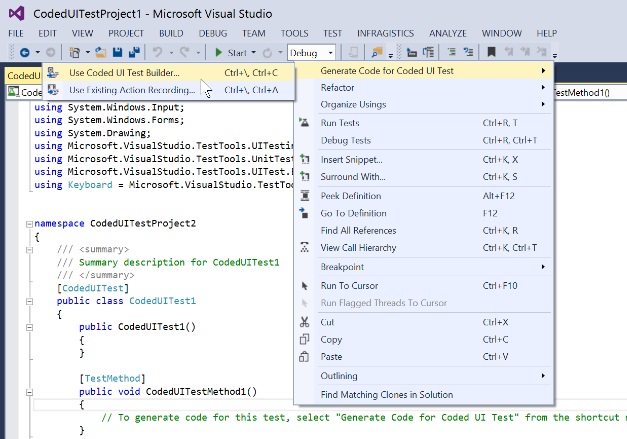 CodedUITestProject1 - Microsoft Visual Studio
FILE EDIT VIEW PROJECT BUILD DEBUG TEAM TOOLS TEST INFRAGISTICS ANALYZE WINDOW HELP
Start Debug
CodedU
Use Coded UI Test Builder... Ctrl+\, Ctrl+C
Use Existing Action Recording... Ctrl+\, Ctrl+A
Generate Code for Coded UI Test
Refactor
Organize Usings
Run Tests Ctrl+R, T
Debug Tests Ctrl+R, Ctrl+T
Insert Snippet... Ctrl+K, X
Surround With... Ctrl+K, S
Peek Definition Alt+F12
Go To Definition F12
Find All References Ctrl+K, R
View Call Hierarchy Ctrl+K, Ctrl+T
Breakpoint
Run To Cursor Ctrl+F10
Run Flagged Threads To Cursor
Cut Ctrl+X
Copy Ctrl+C
Paste Ctrl+V
Outlining
Find Matching Clones in Solution
Code
TestMethod1()
using System.Windows.Input;
using System.Windows.Forms;
using System.Drawing;
using Microsoft.VisualStudio.TestTools.UITestin
using Microsoft.VisualStudio.TestTools.UnitTest
using Microsoft.VisualStudio.TestTools.UITest.
using Keyboard = Microsoft.VisualStudio.TestToo
namespace CodedUITestProject2
{
/// <summary>
/// Summary description for CodedUITest1
/// </summary>
[CodedUITest]
public class CodedUITest1
{
public CodedUITest1()
{
}
[TestMethod]
public void CodedUITestMethod1()
{
// To generate code for this test, select "Generate Code for Coded UI Test" from the shortcut
}